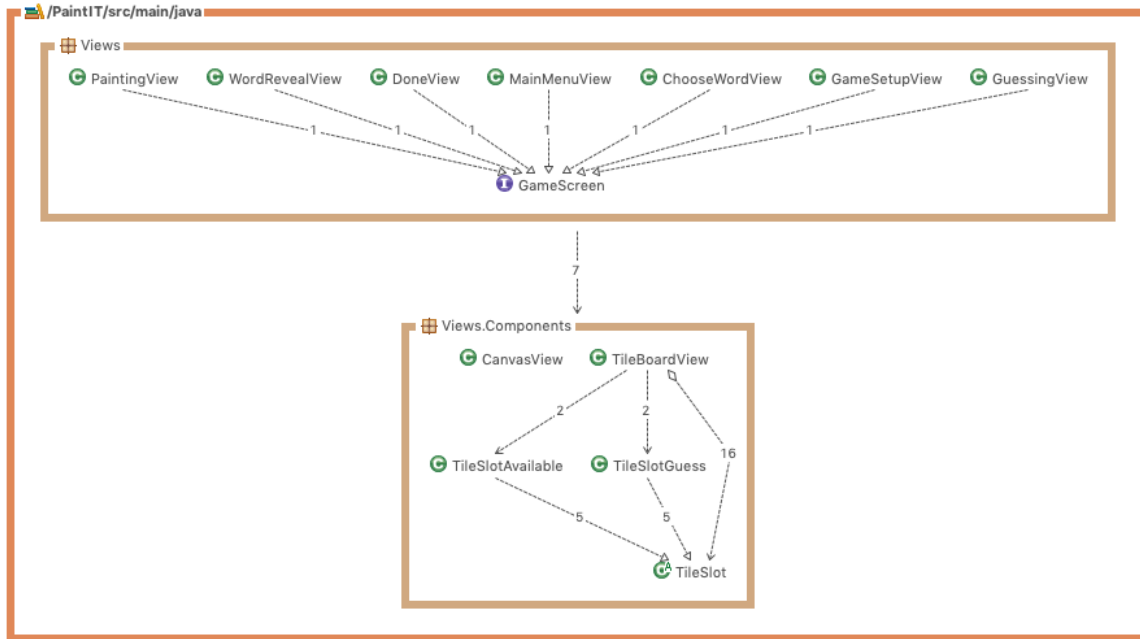 /PaintIT/src/main/java
Views
PaintingView WordRevealView DoneView MainMenuView ChooseWordView GameSetupView GuessingView
1 1 1 1 1 1 1
GameScreen
7
Views.Components
CanvasView TileBoardView
2 2
16
TileSlotAvailable TileSlotGuess
5 5
TileSlot